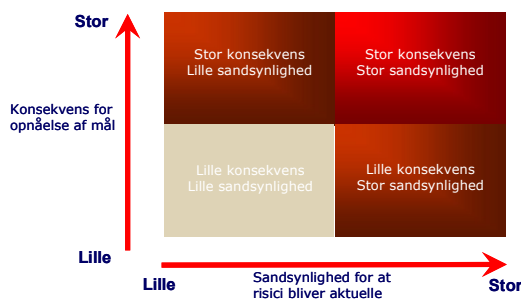 Stor
Konsekvens for
opnåelse af mål
Lille
Stor konsekvens
Lille sandsynlighed
Stor konsekvens
Stor sandsynlighed
Lille konsekvens
Lille sandsynlighed
Lille konsekvens
Stor sandsynlighed
Lille
Sandsynlighed for at
risici bliver aktuelle
Stor